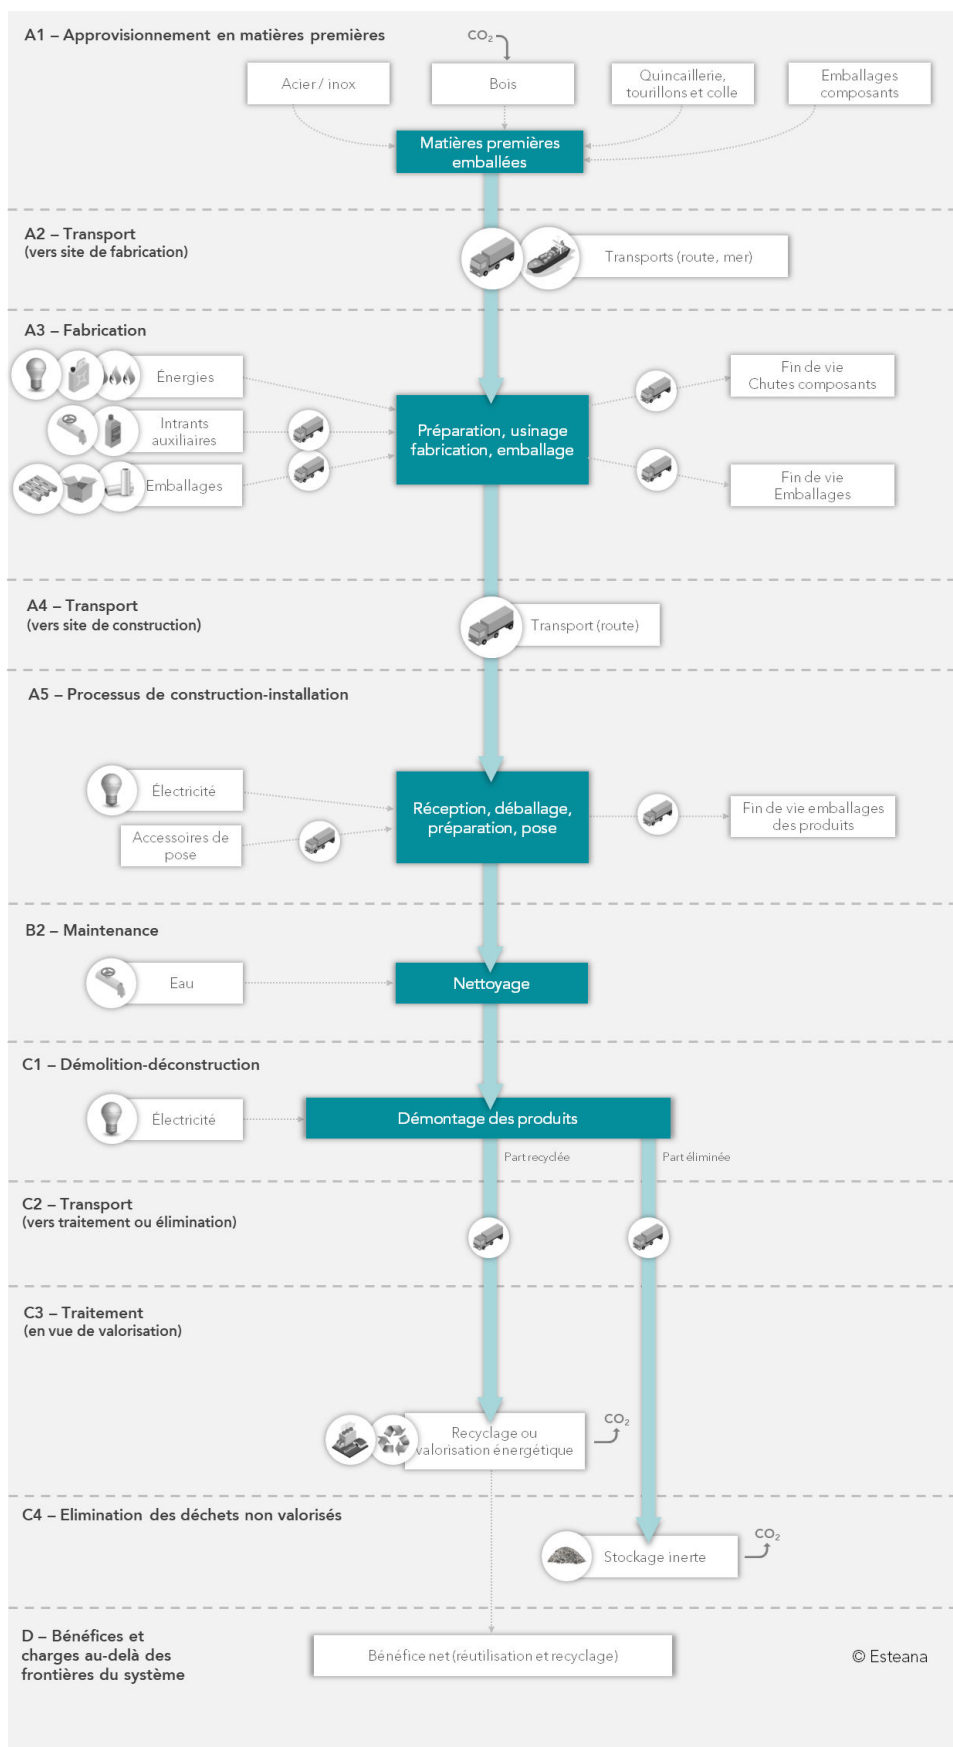 A1 – Approvisionnement en matières premières
CO2
Acier / inox
Bois
Quincaillerie,
tourillons et colle
Emballages
composants
Matières premières
emballées
A2 – Transport
(vers site de fabrication)
Transports (route, mer)
A3 – Fabrication
Énergies
Fin de vie
Chutes composants
Intrants
auxiliaires
Préparation, usinage
fabrication, emballage
Emballages
Fin de vie
Emballages
A4 – Transport
(vers site de construction)
Transport (route)
A5 – Processus de construction-installation
Électricité
Réception, déballage,
préparation, pose
Fin de vie emballages
des produits
Accessoires de
pose
B2 – Maintenance
Eau
Nettoyage
C1 – Démolition-déconstruction
Électricité
Démontage des produits
Part recyclée
Part éliminée
C2 – Transport
(vers traitement ou élimination)
C3 – Traitement
(en vue de valorisation)
Recyclage ou
valorisation énergétique
CO2
C4 – Elimination des déchets non valorisés
Stockage inerte
CO2
D – Bénéfices et
charges au-delà des
frontières du système
Bénéfice net (réutilisation et recyclage)
© Esteana